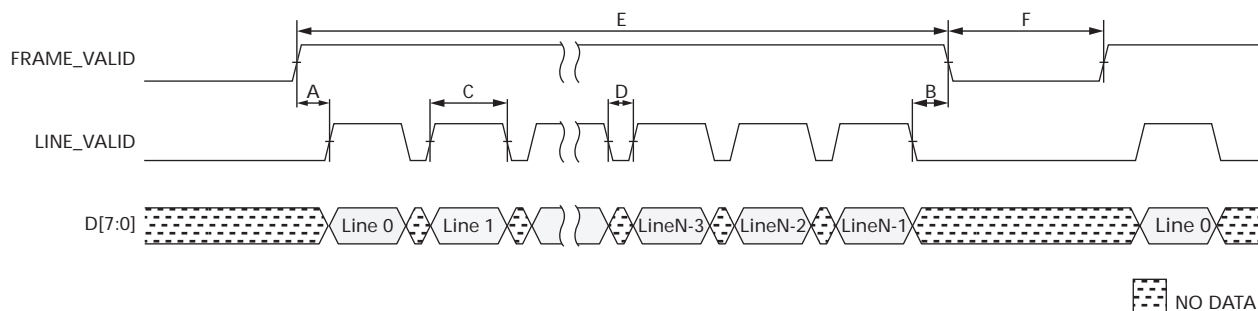 E
F
FRAME_VALID
A
C
D
B
LINE_VALID
D[7:0]
Line 0
Line 1
LineN-3
LineN-2
LineN-1
Line 0
NO DATA